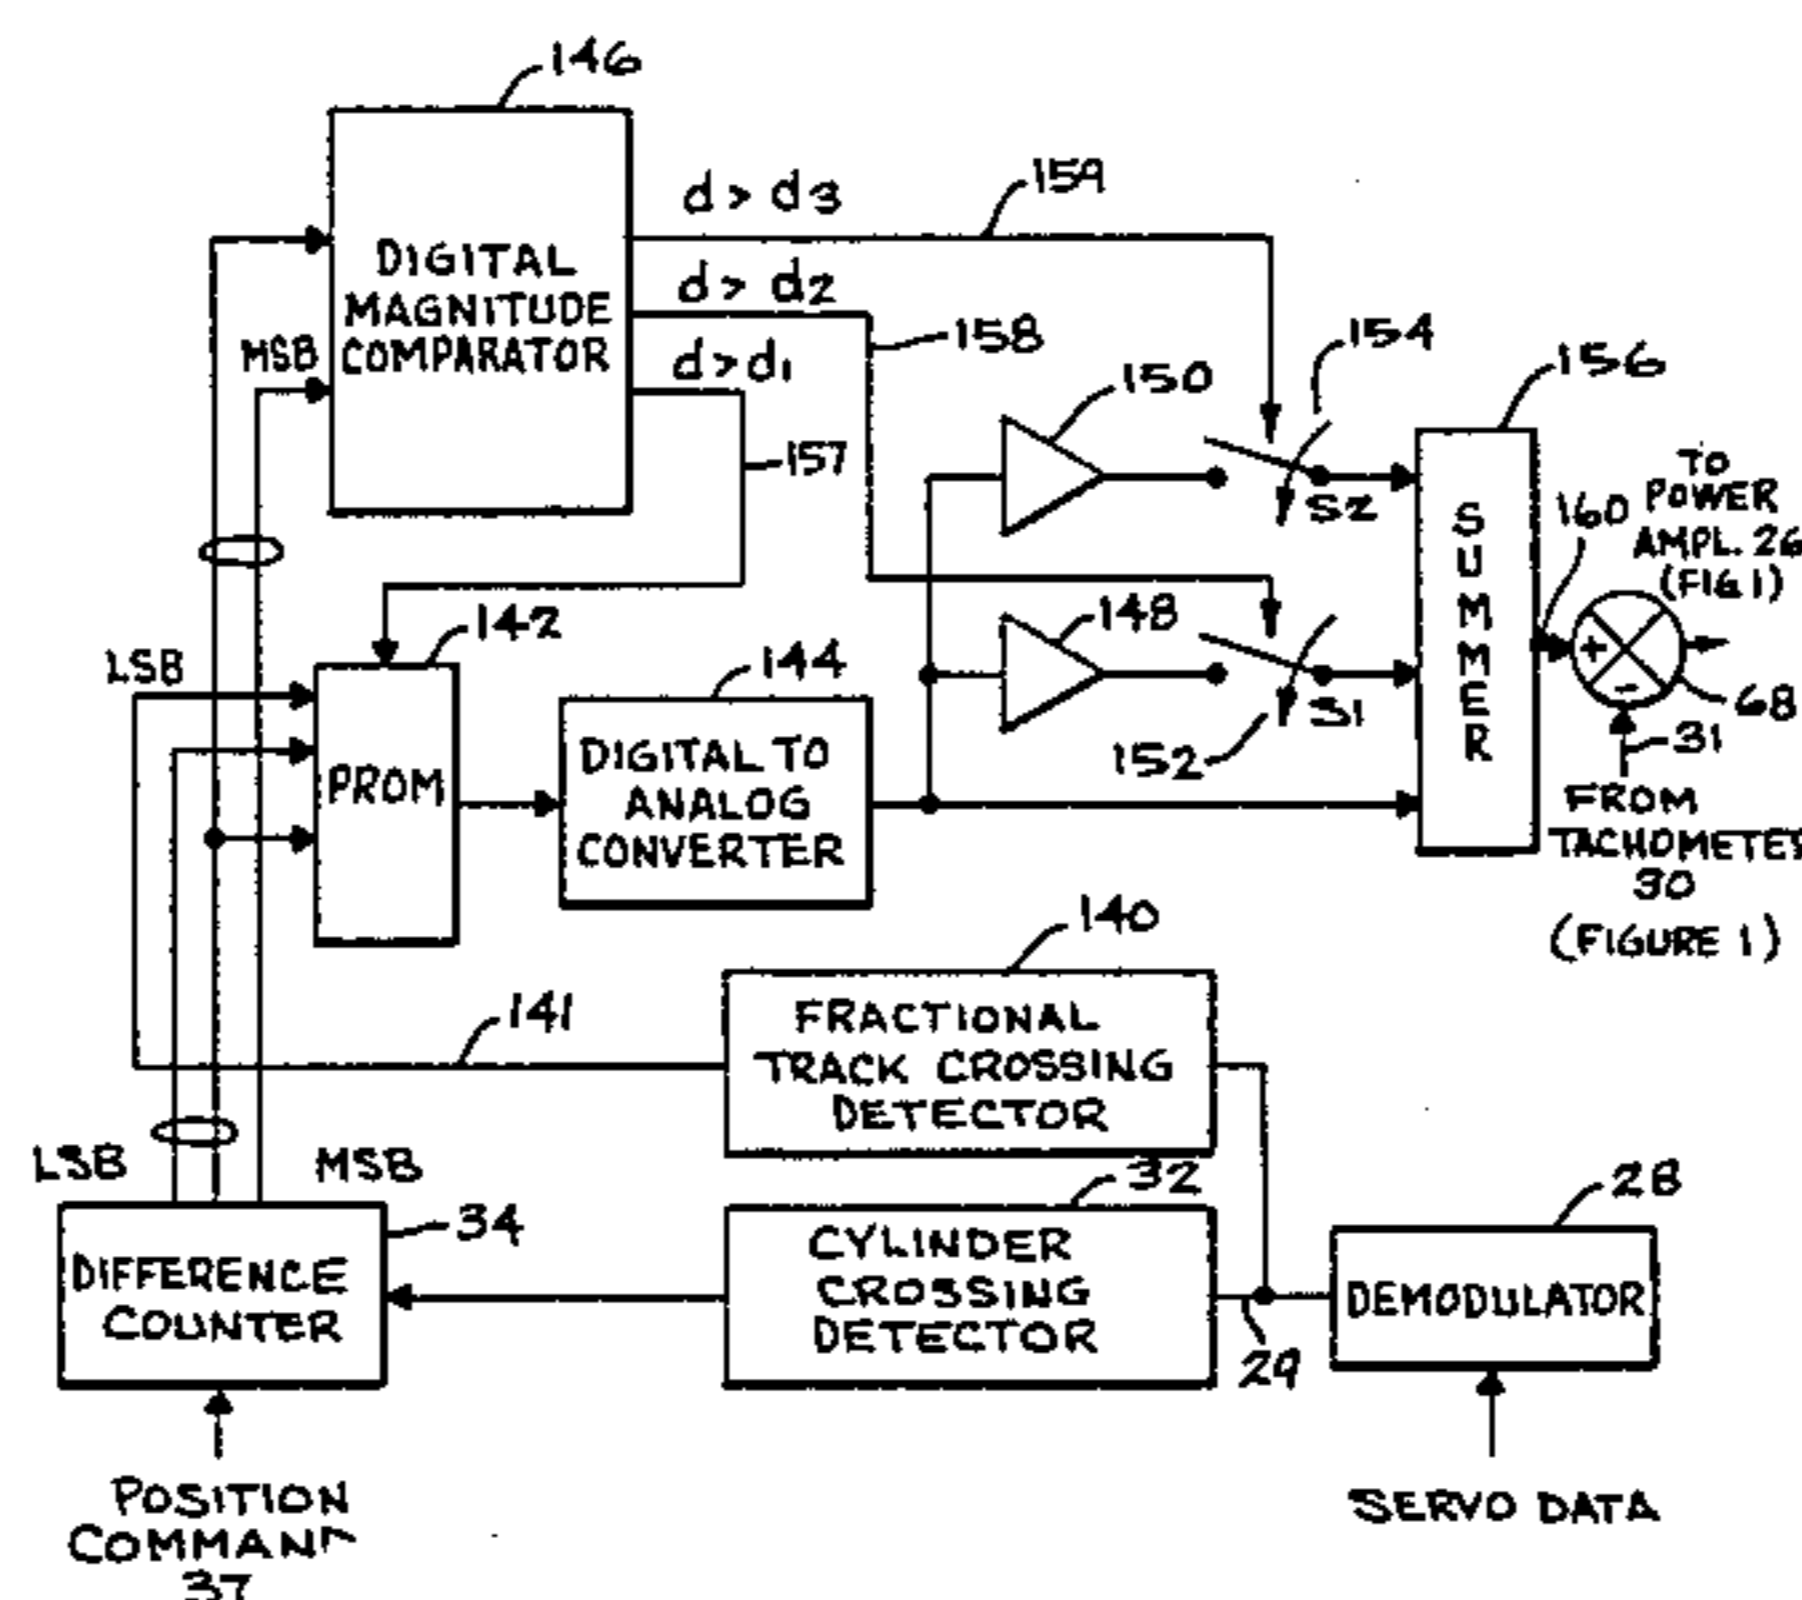 146
159
d > d3
DIGITAL
MAGNITUDE
COMPARATOR
d > d2
158
154
MSB
d > d1
150
156
157
TO
POWER
AMPL. 26
(FIG 1)
S2
160
SUMMER
142
148
LSB
144
+
-
68
S1
152
31
PROM
DIGITAL TO
ANALOG
CONVERTER
FROM
TACHOMETER
30
(FIGURE 1)
140
141
FRACTIONAL
TRACK CROSSING
DETECTOR
LSB
MSB
32
28
34
DIFFERENCE
COUNTER
CYLINDER
CROSSING
DETECTOR
29
DEMODULATOR
POSITION
COMMAND
37
SERVO DATA